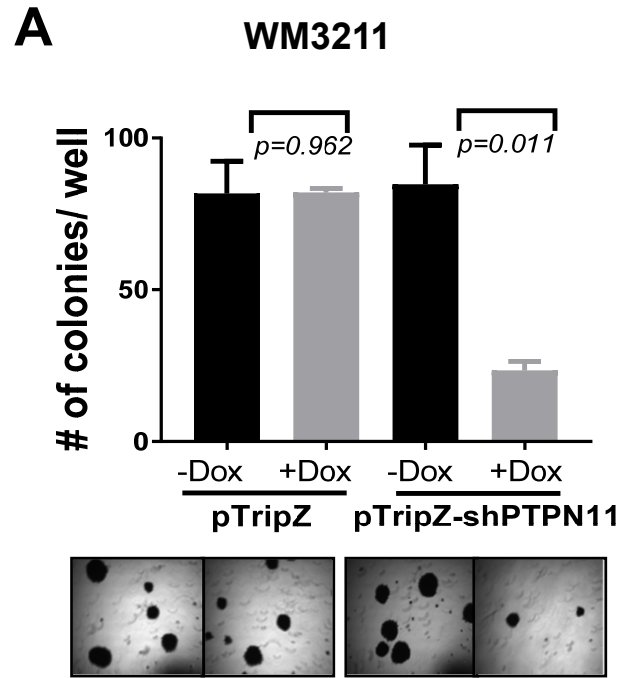 A
WM3211
# of colonies/ well
100
50
0
p=0.962
p=0.011
-Dox +Dox -Dox +Dox
pTripZ pTripZ-shPTPN11